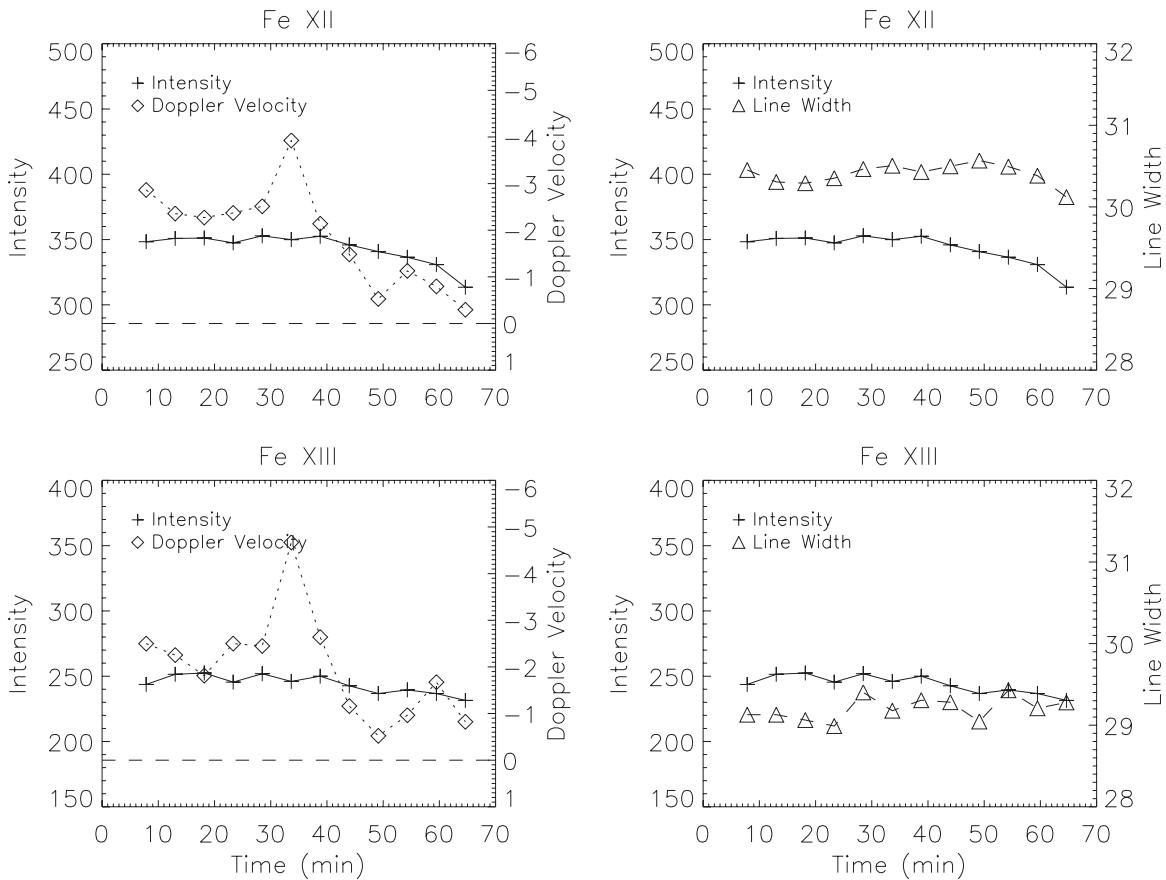 Fe XII
500
450
400
350
300
250
Intensity
+ Intensity
◇ Doppler Velocity
−6
−5
−4
−3
−2
−1
0
1
Doppler Velocity
0 10 20 30 40 50 60 70
Fe XII
500
450
400
350
300
250
Intensity
+ Intensity
△ Line Width
32
31
30
29
28
Line Width
0 10 20 30 40 50 60 70
Fe XIII
400
350
300
250
200
150
Intensity
+ Intensity
◇ Doppler Velocity
−6
−5
−4
−3
−2
−1
0
1
Doppler Velocity
0 10 20 30 40 50 60 70
Time (min)
Fe XIII
400
350
300
250
200
150
Intensity
+ Intensity
△ Line Width
32
31
30
29
28
Line Width
0 10 20 30 40 50 60 70
Time (min)